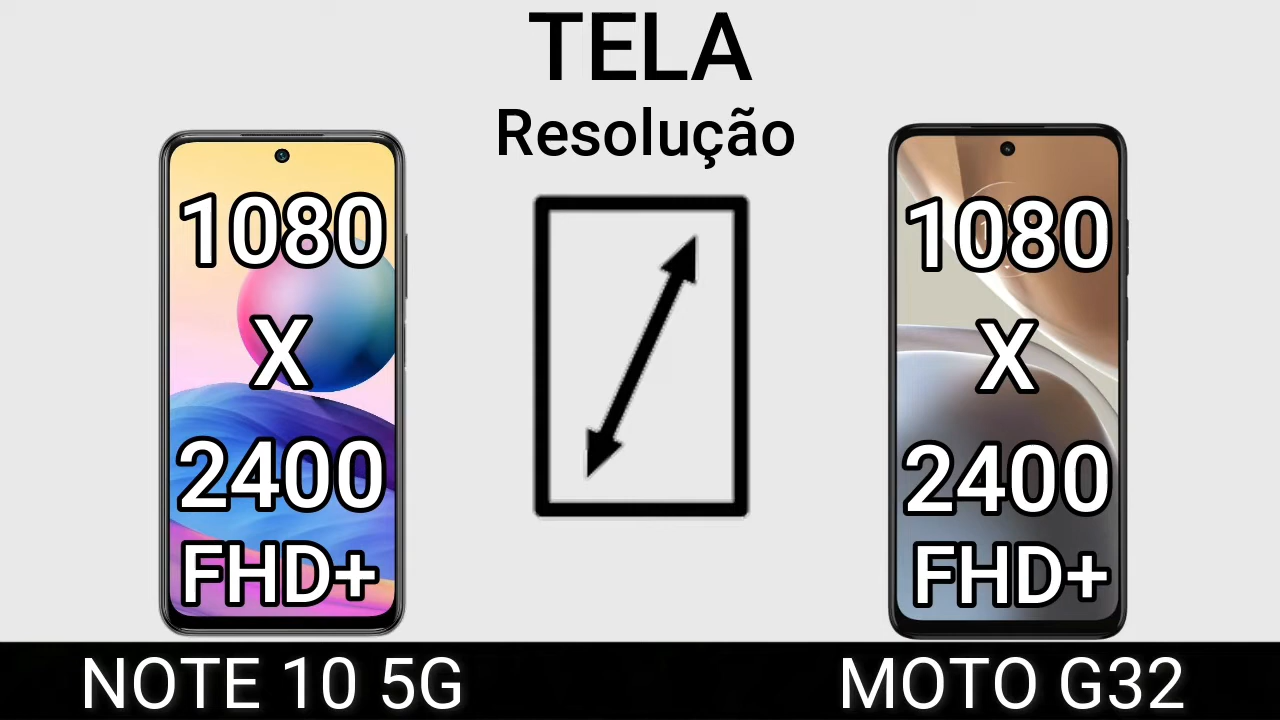 TELA
Resolução
1080
X
2400
FHD+
1080
X
2400
FHD+
NOTE 10 5G
MOTO G32